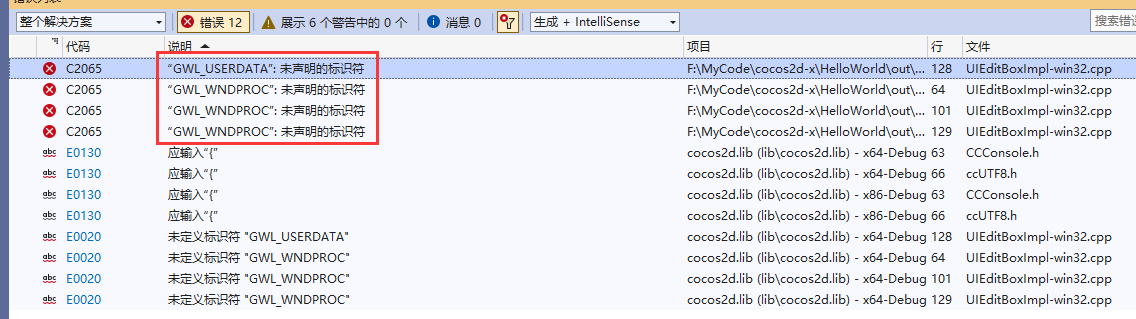 整个解决方案 错误 12 展示 6 个警告中的 0 个 消息 0 生成 + IntelliSense 搜索错误
代码 说明 项目 行 文件
C2065 “GWL_USERDATA”: 未声明的标识符 F:\MyCode\cocos2d-x\HelloWorld\out\... 128 UIEditBoxImpl-win32.cpp
C2065 “GWL_WNDPROC”: 未声明的标识符 F:\MyCode\cocos2d-x\HelloWorld\out\... 64 UIEditBoxImpl-win32.cpp
C2065 “GWL_WNDPROC”: 未声明的标识符 F:\MyCode\cocos2d-x\HelloWorld\out\... 101 UIEditBoxImpl-win32.cpp
C2065 “GWL_WNDPROC”: 未声明的标识符 F:\MyCode\cocos2d-x\HelloWorld\out\... 129 UIEditBoxImpl-win32.cpp
abc E0130 应输入“{” cocos2d.lib (lib\cocos2d.lib) - x64-Debug 63 CCConsole.h
abc E0130 应输入“{” cocos2d.lib (lib\cocos2d.lib) - x64-Debug 66 ccUTF8.h
abc E0130 应输入“{” cocos2d.lib (lib\cocos2d.lib) - x86-Debug 63 CCConsole.h
abc E0130 应输入“{” cocos2d.lib (lib\cocos2d.lib) - x86-Debug 66 ccUTF8.h
abc E0020 未定义标识符 "GWL_USERDATA" cocos2d.lib (lib\cocos2d.lib) - x64-Debug 128 UIEditBoxImpl-win32.cpp
abc E0020 未定义标识符 "GWL_WNDPROC" cocos2d.lib (lib\cocos2d.lib) - x64-Debug 64 UIEditBoxImpl-win32.cpp
abc E0020 未定义标识符 "GWL_WNDPROC" cocos2d.lib (lib\cocos2d.lib) - x64-Debug 101 UIEditBoxImpl-win32.cpp
abc E0020 未定义标识符 "GWL_WNDPROC" cocos2d.lib (lib\cocos2d.lib) - x64-Debug 129 UIEditBoxImpl-win32.cpp